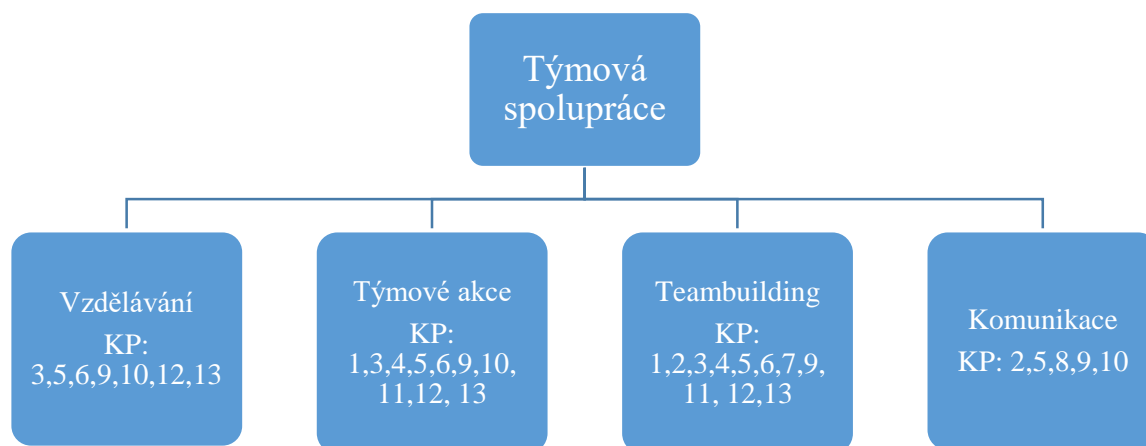 Týmová
spolupráce
Vzdělávání
KP:
3,5,6,9,10,12,13
Týmové akce
KP:
1,3,4,5,6,9,10,
11,12, 13
Teambuilding
KP:
1,2,3,4,5,6,7,9,
11, 12,13
Komunikace
KP: 2,5,8,9,10